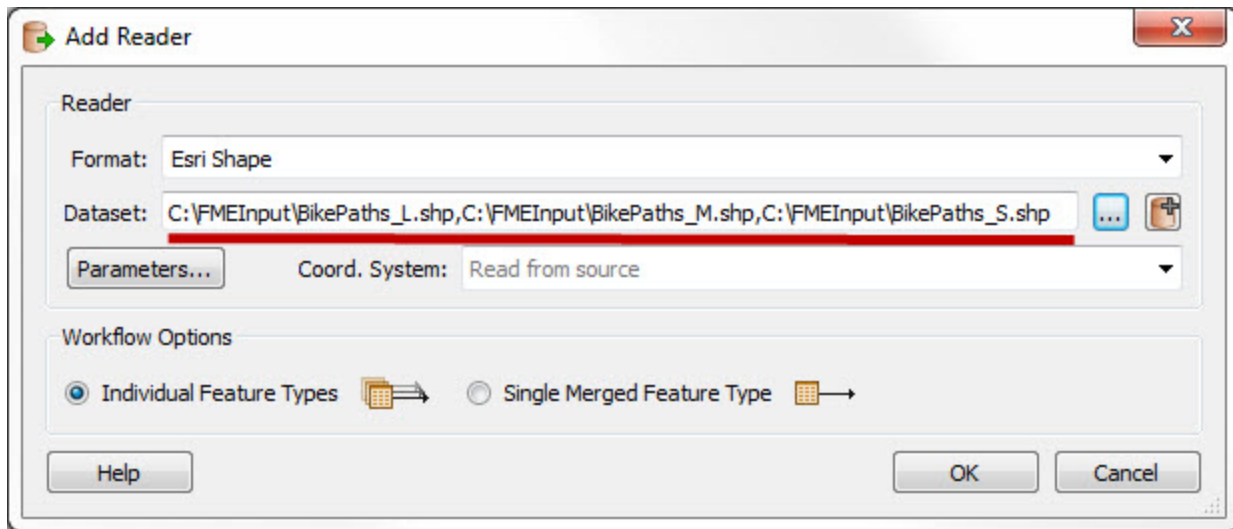 Add Reader
Reader
Format: Esri Shape
Dataset: C:\FMEInput\BikePaths_L.shp,C:\FMEInput\BikePaths_M.shp,C:\FMEInput\BikePaths_S.shp ...
Parameters... Coord. System: Read from source
Workflow Options
Individual Feature Types Single Merged Feature Type
Help OK Cancel